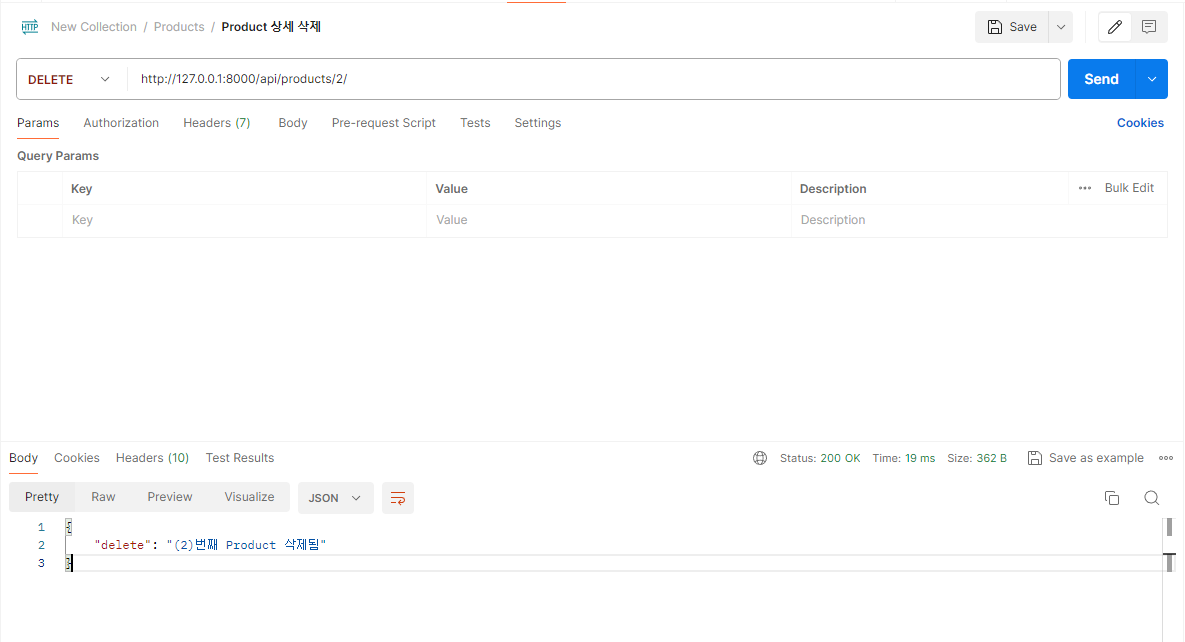 HTTP New Collection / Products / Product 상세 삭제 Save
DELETE http://127.0.0.1:8000/api/products/2/ Send
Params Authorization Headers (7) Body Pre-request Script Tests Settings Cookies
Query Params
Key Value Description ••• Bulk Edit
Key Value Description
Body Cookies Headers (10) Test Results Status: 200 OK Time: 19 ms Size: 362 B Save as example
Pretty Raw Preview Visualize JSON
1 {
2 "delete": "(2)번째 Product 삭제됨"
3 }